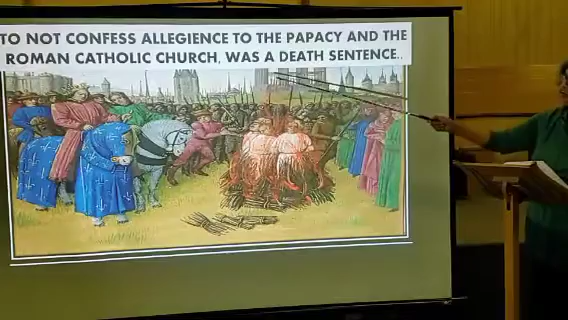 TO NOT CONFESS ALLEGIENCE TO THE PAPACY AND THE
ROMAN CATHOLIC CHURCH, WAS A DEATH SENTENCE..